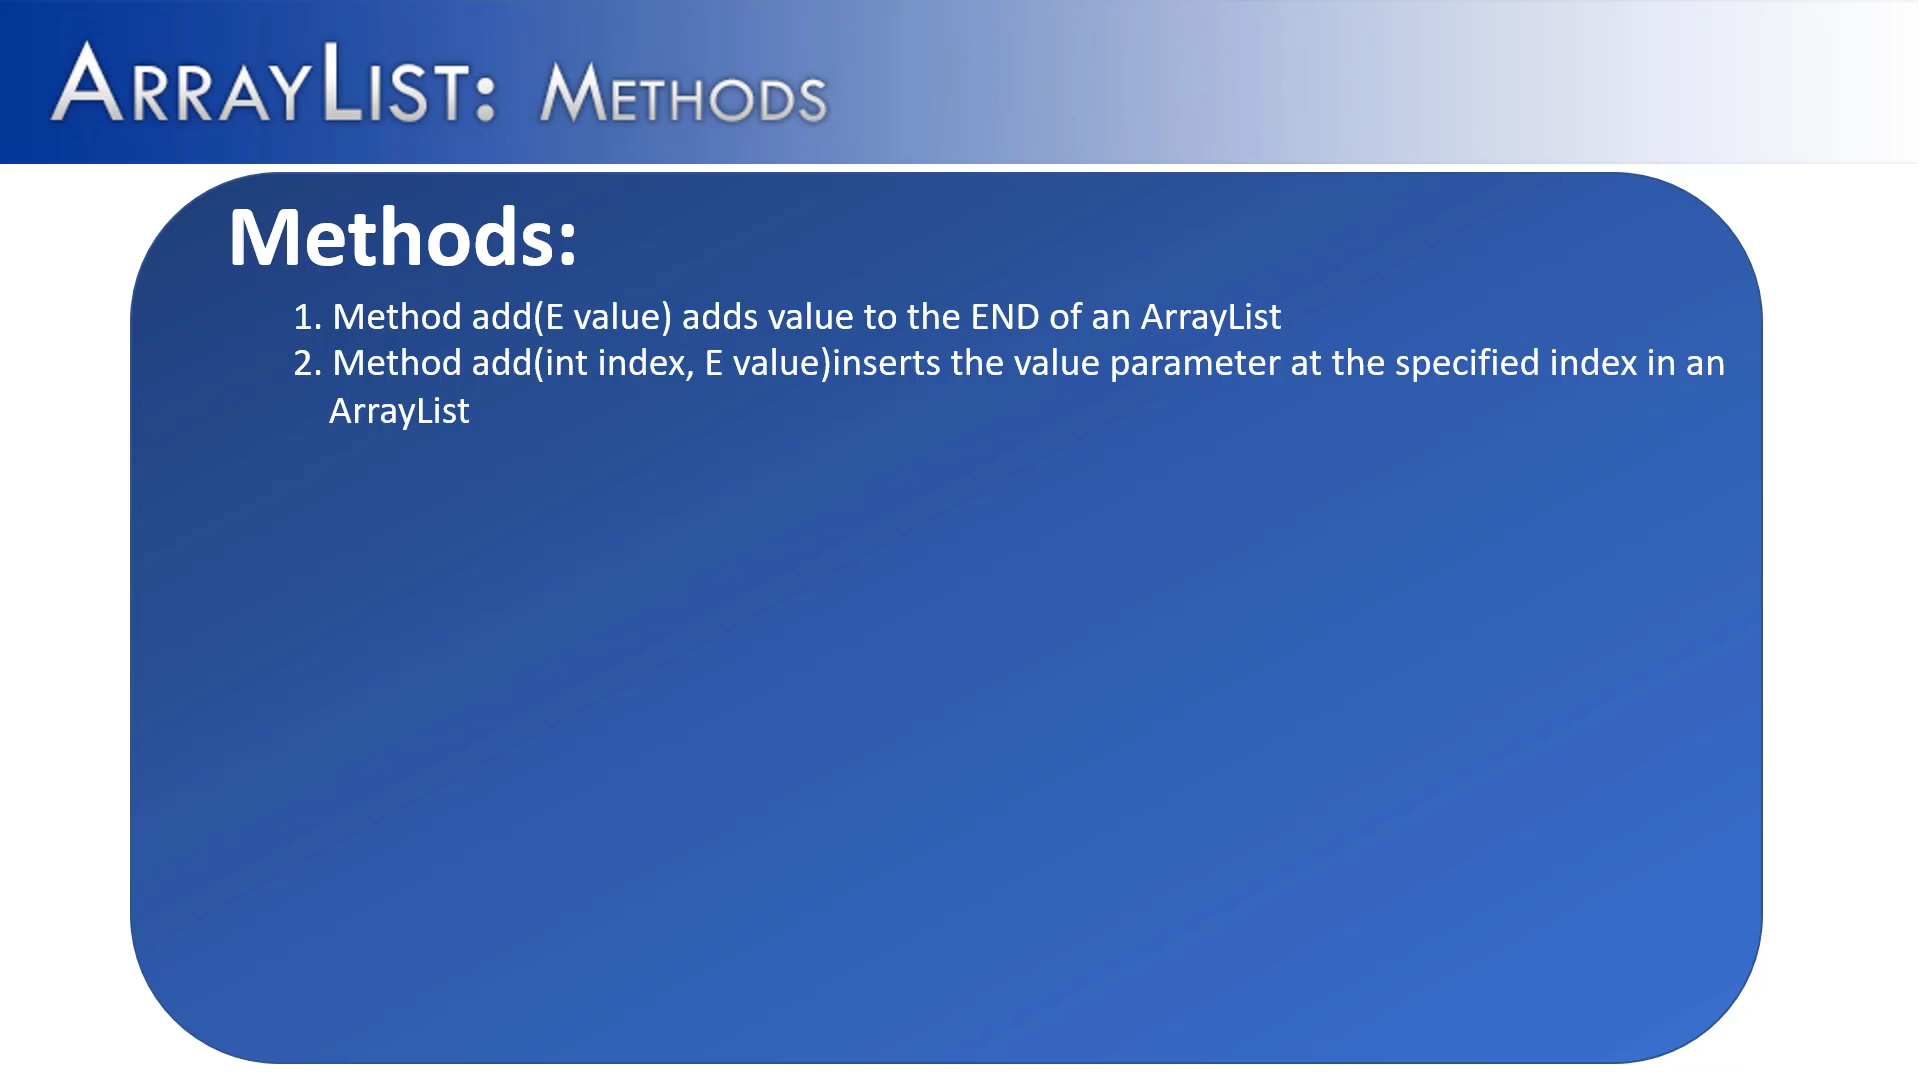 ArrayList: Methods
Methods:
1. Method add(E value) adds value to the END of an ArrayList
2. Method add(int index, E value)inserts the value parameter at the specified index in an
ArrayList